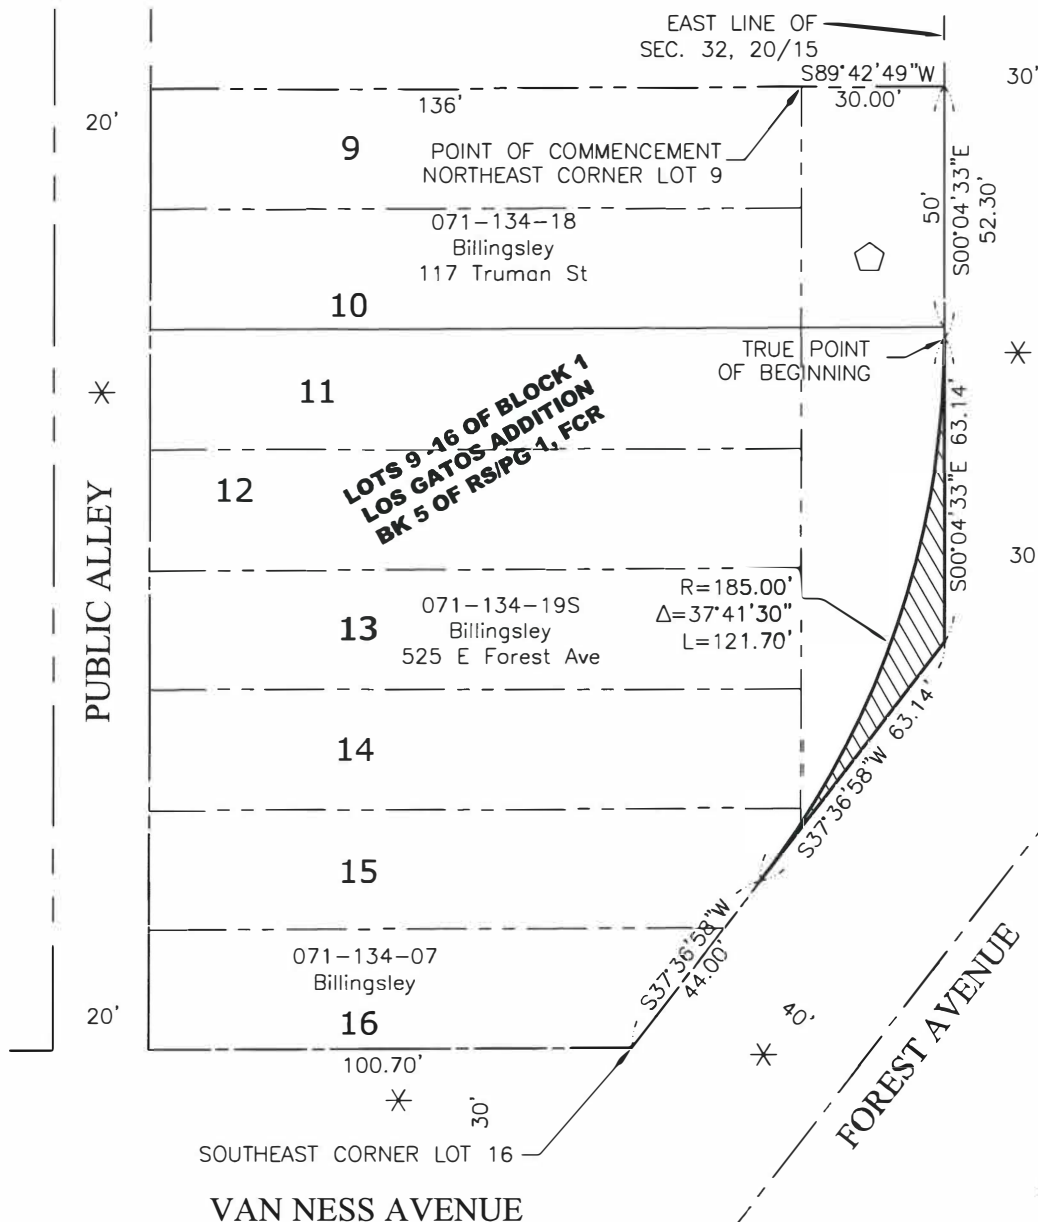 EAST LINE OF
SEC. 32, 20/15
S89°42'49"W
30.00'
30'
20'
136'
9
POINT OF COMMENCEMENT
NORTHEAST CORNER LOT 9
50'
S00°04'33"E
52.30'
071-134-18
Billingsley
117 Truman St
10
TRUE POINT
OF BEGINNING
11
LOTS 9 -16 OF BLOCK 1
LOS GATOS ADDITION
BK 5 OF RS/PG 1, FCR
S00°04'33"E 63.14'
12
PUBLIC ALLEY
30
R=185.00'
Δ=37°41'30"
L=121.70'
071-134-19S
Billingsley
525 E Forest Ave
13
14
S37°36'58"W 63.14'
15
S37°36'58"W
44.00'
071-134-07
Billingsley
16
20'
40'
100.70'
30'
FOREST AVENUE
SOUTHEAST CORNER LOT 16
VAN NESS AVENUE